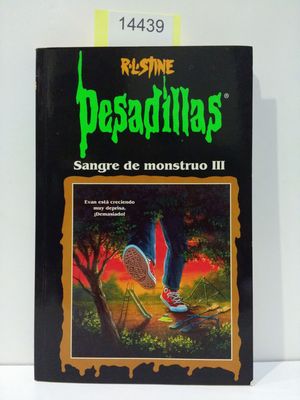 14439
R.L. STINE
Pesadillas®
Sangre de monstruo III
Evan está creciendo
muy deprisa.
¡Demasiado!